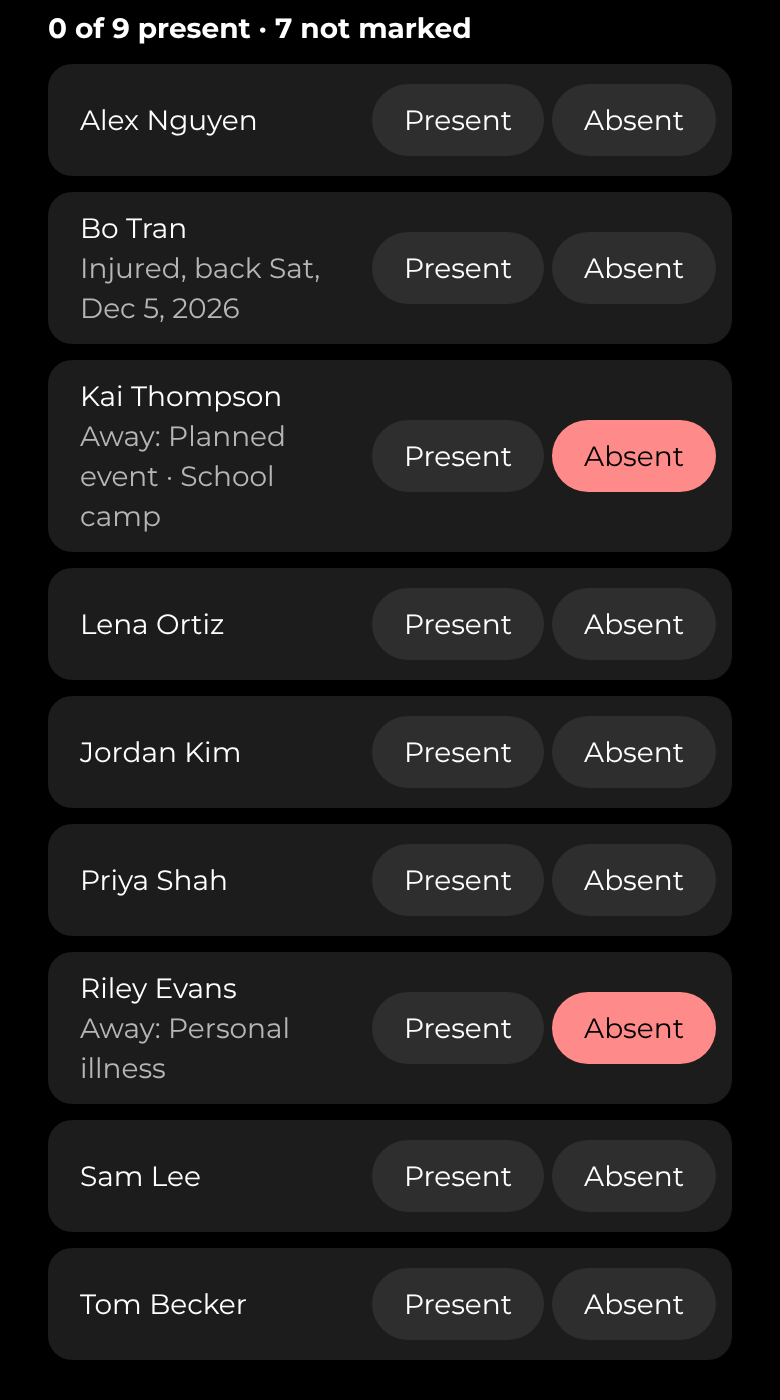 0 of 9 present · 7 not marked
Alex Nguyen Present Absent
Bo Tran
Injured, back Sat,
Dec 5, 2026
Present Absent
Kai Thompson
Away: Planned
event · School
camp
Present Absent
Lena Ortiz Present Absent
Jordan Kim Present Absent
Priya Shah Present Absent
Riley Evans
Away: Personal
illness
Present Absent
Sam Lee Present Absent
Tom Becker Present Absent